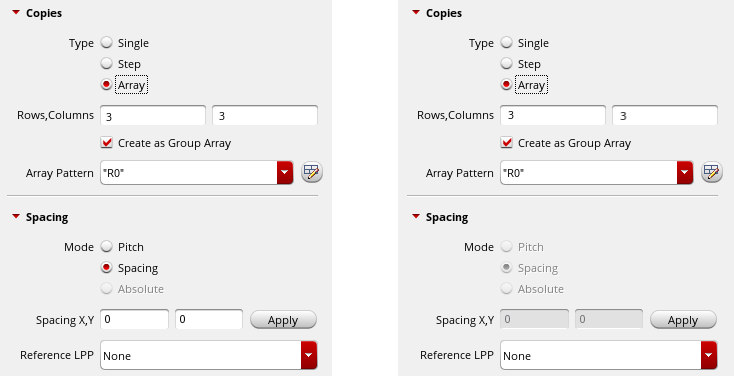 Copies
Type Single
Step
Array
Rows,Columns 3 3
Create as Group Array
Array Pattern "R0"
Spacing
Mode Pitch
Spacing
Absolute
Spacing X,Y 0 0 Apply
Reference LPP None
Copies
Type Single
Step
Array
Rows,Columns 3 3
Create as Group Array
Array Pattern "R0"
Spacing
Mode Pitch
Spacing
Absolute
Spacing X,Y 0 0 Apply
Reference LPP None